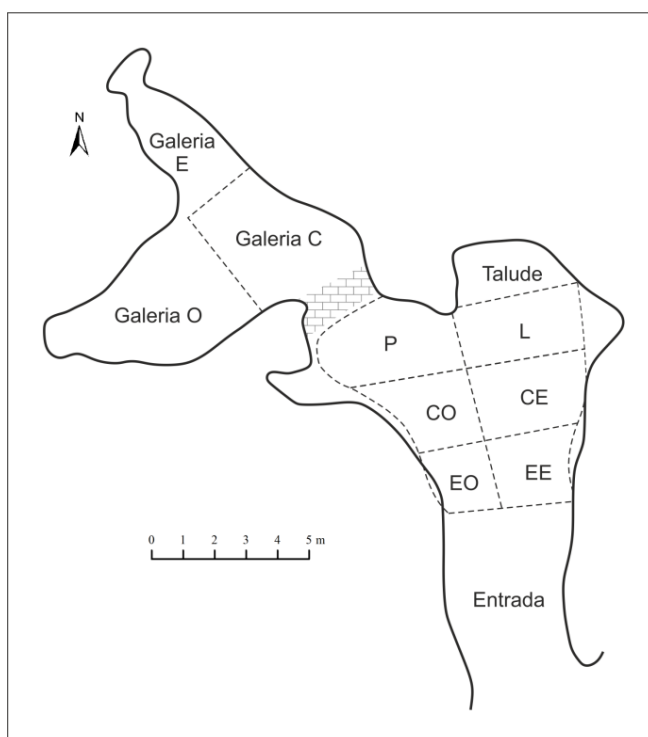 N
Galeria
E
Galeria C
Talude
Galeria O
P
L
CO
CE
EO
EE
0 1 2 3 4 5 m
Entrada